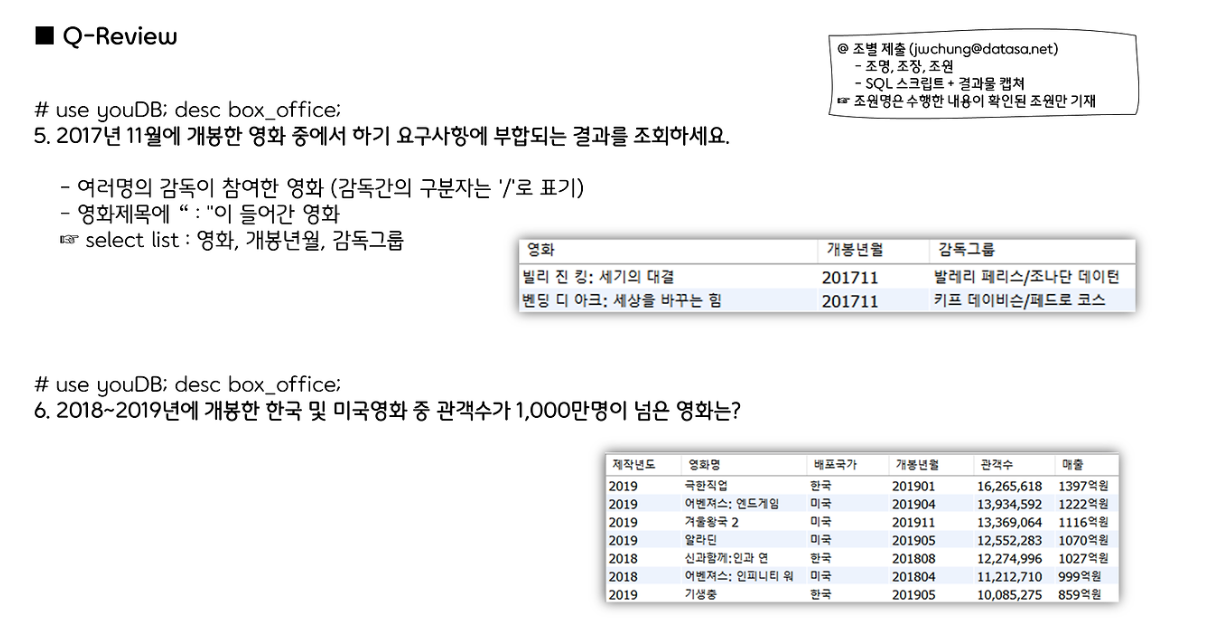 ■ Q-Review
@ 조별 제출 (jwchung@datasa.net)
- 조명, 조장, 조원
- SQL 스크립트 + 결과물 캡쳐
☞ 조원명은 수행한 내용이 확인된 조원만 기재
# use youDB; desc box_office;
5. 2017년 11월에 개봉한 영화 중에서 하기 요구사항에 부합되는 결과를 조회하세요.
- 여러명의 감독이 참여한 영화 (감독간의 구분자는 '/'로 표기)
- 영화제목에 “ : "이 들어간 영화
☞ select list : 영화, 개봉년월, 감독그룹
영화 개봉년월 감독그룹
빌리 진 킹: 세기의 대결 201711 발레리 페리스/조나단 데이턴
벤딩 디 아크: 세상을 바꾸는 힘 201711 키프 데이비슨/페드로 코스
# use youDB; desc box_office;
6. 2018~2019년에 개봉한 한국 및 미국영화 중 관객수가 1,000만명이 넘은 영화는?
제작년도 영화명 배포국가 개봉년월 관객수 매출
2019 극한직업 한국 201901 16,265,618 1397억원
2019 어벤져스: 엔드게임 미국 201904 13,934,592 1222억원
2019 겨울왕국 2 미국 201911 13,369,064 1116억원
2019 알라딘 미국 201905 12,552,283 1070억원
2018 신과함께:인과 연 한국 201808 12,274,996 1027억원
2018 어벤져스: 인피니티 워 미국 201804 11,212,710 999억원
2019 기생충 한국 201905 10,085,275 859억원